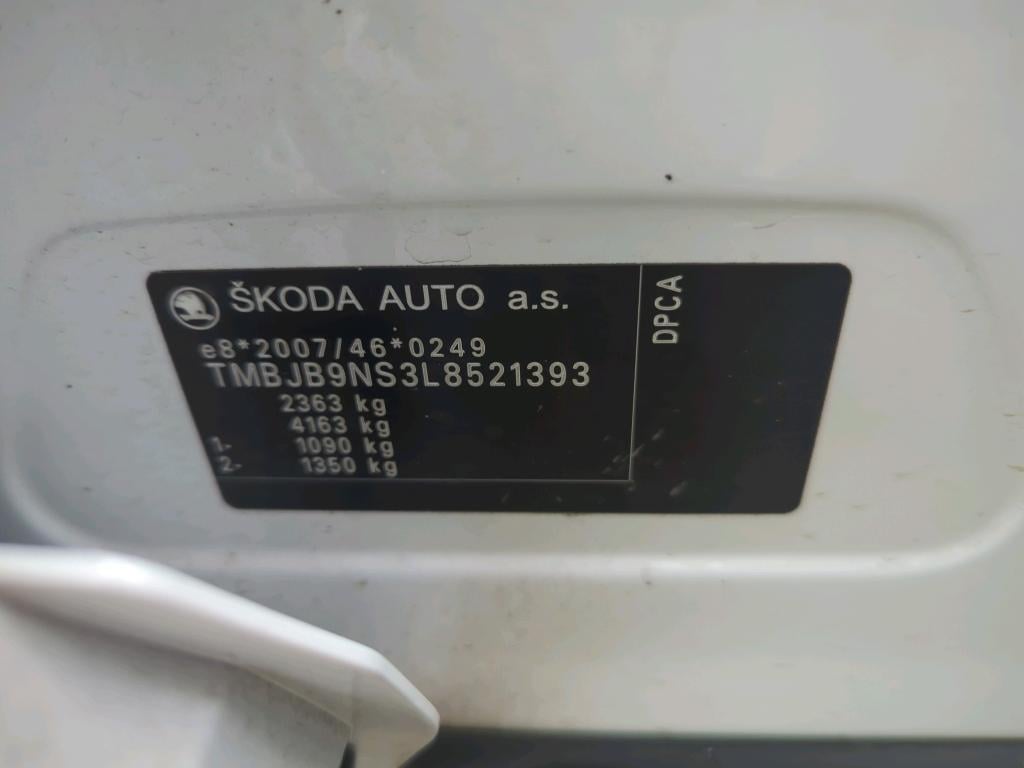 ŠKODA AUTO a.s.
e8*2007/46*0249
TMBJB9NS3L8521393
2363 kg
4163 kg
1- 1090 kg
2- 1350 kg
DPCA